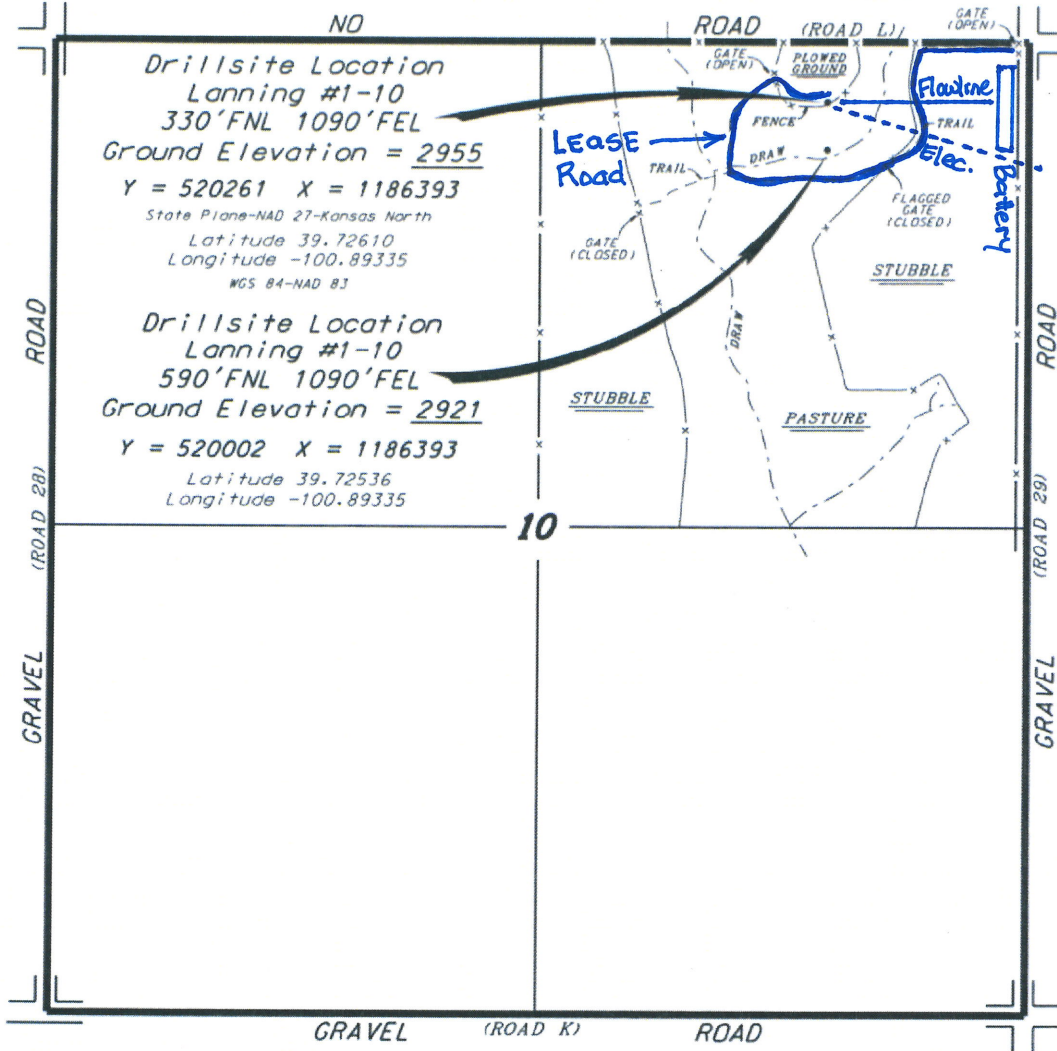 NO ROAD (ROAD L)
GATE
(OPEN)
Drillsite Location
Lanning #1-10
330'FNL 1090'FEL
Ground Elevation = 2955
Y = 520261 X = 1186393
State Plane-NAD 27-Kansas North
Latitude 39.72610
Longitude -100.89335
WGS 84-NAD 83
Drillsite Location
Lanning #1-10
590'FNL 1090'FEL
Ground Elevation = 2921
Y = 520002 X = 1186393
Latitude 39.72536
Longitude -100.89335
GATE
(OPEN)
PLOWED
GROUND
Flowline
FENCE
TRAIL
LEASE
Road
DRAW
Elec.
TRAIL
Battery
FLAGGED
GATE
(CLOSED)
GATE
(CLOSED)
STUBBLE
DRAW
STUBBLE
PASTURE
10
ROAD
(ROAD 28)
GRAVEL
ROAD
(ROAD 29)
GRAVEL
GRAVEL (ROAD K) ROAD